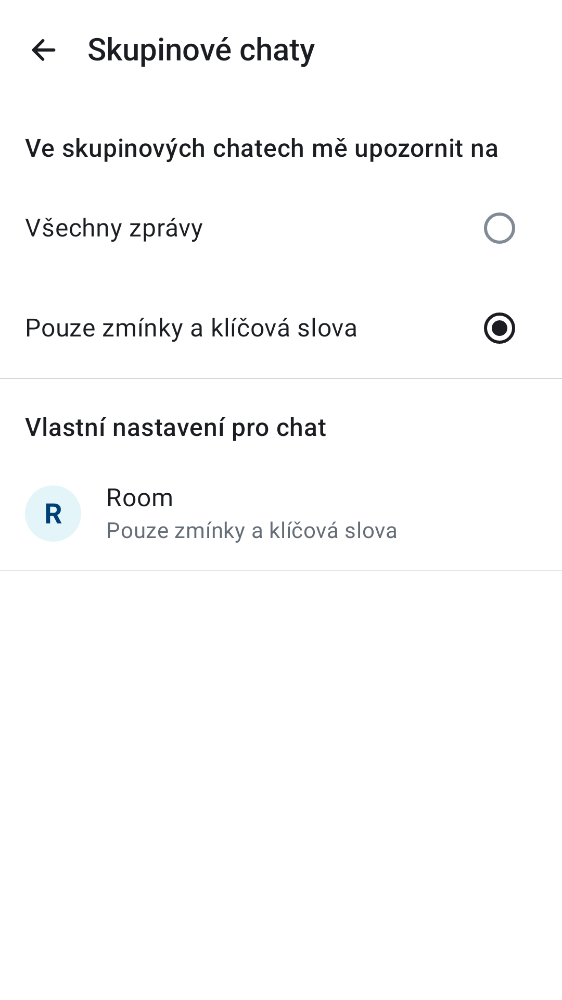 Skupinové chaty
Ve skupinových chatech mě upozornit na
Všechny zprávy
Pouze zmínky a klíčová slova
Vlastní nastavení pro chat
R
Room
Pouze zmínky a klíčová slova